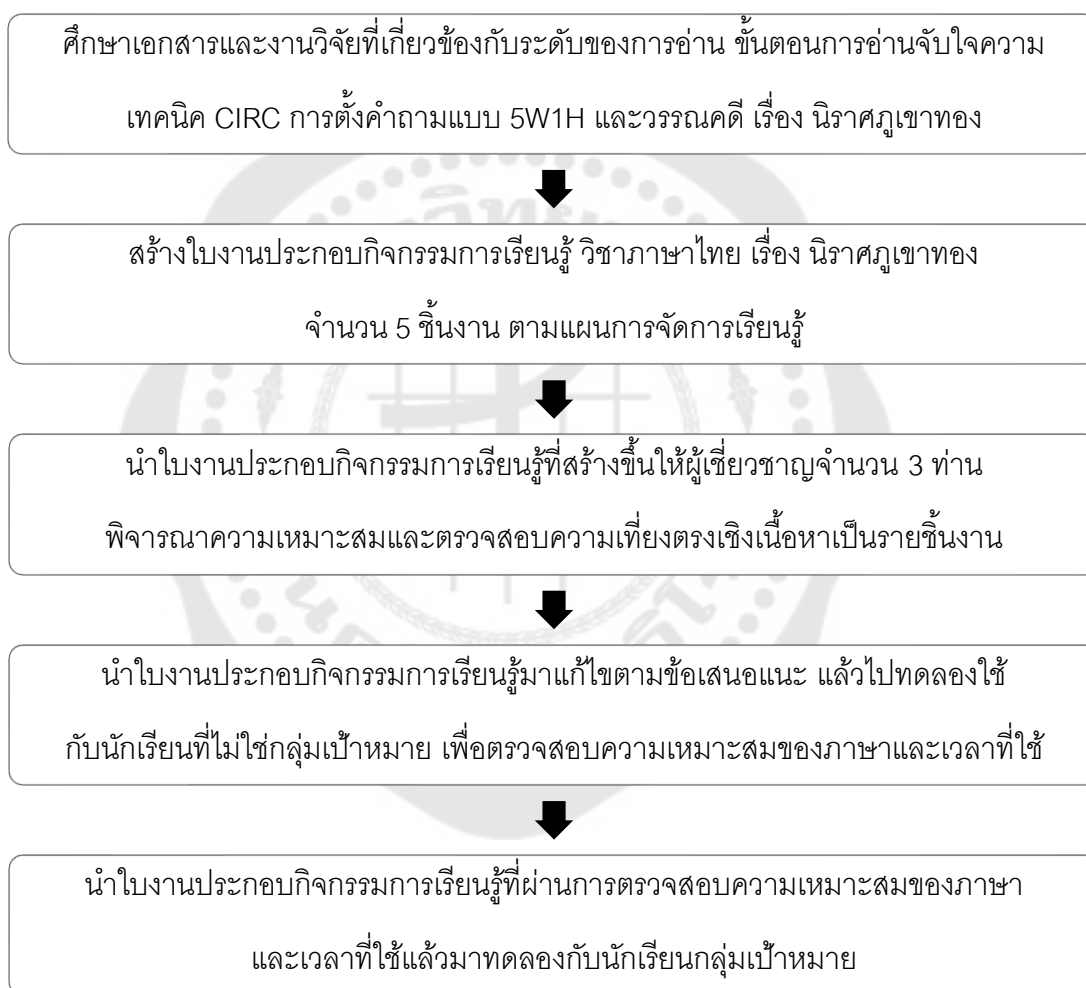 ศึกษาเอกสารและงานวิจัยที่เกี่ยวข้องกับระดับของการอ่าน ขั้นตอนการอ่านจับใจความ
เทคนิค CIRC การตั้งคำถามแบบ 5W1H และวรรณคดี เรื่อง นิราศภูเขาทอง
สร้างใบงานประกอบกิจกรรมการเรียนรู้ วิชาภาษาไทย เรื่อง นิราศภูเขาทอง
จำนวน 5 ชิ้นงาน ตามแผนการจัดการเรียนรู้
นำใบงานประกอบกิจกรรมการเรียนรู้ที่สร้างขึ้นให้ผู้เชี่ยวชาญจำนวน 3 ท่าน
พิจารณาความเหมาะสมและตรวจสอบความเที่ยงตรงเชิงเนื้อหาเป็นรายชิ้นงาน
นำใบงานประกอบกิจกรรมการเรียนรู้มาแก้ไขตามข้อเสนอแนะ แล้วไปทดลองใช้
กับนักเรียนที่ไม่ใช่กลุ่มเป้าหมาย เพื่อตรวจสอบความเหมาะสมของภาษาและเวลาที่ใช้
นำใบงานประกอบกิจกรรมการเรียนรู้ที่ผ่านการตรวจสอบความเหมาะสมของภาษา
และเวลาที่ใช้แล้วมาทดลองกับนักเรียนกลุ่มเป้าหมาย